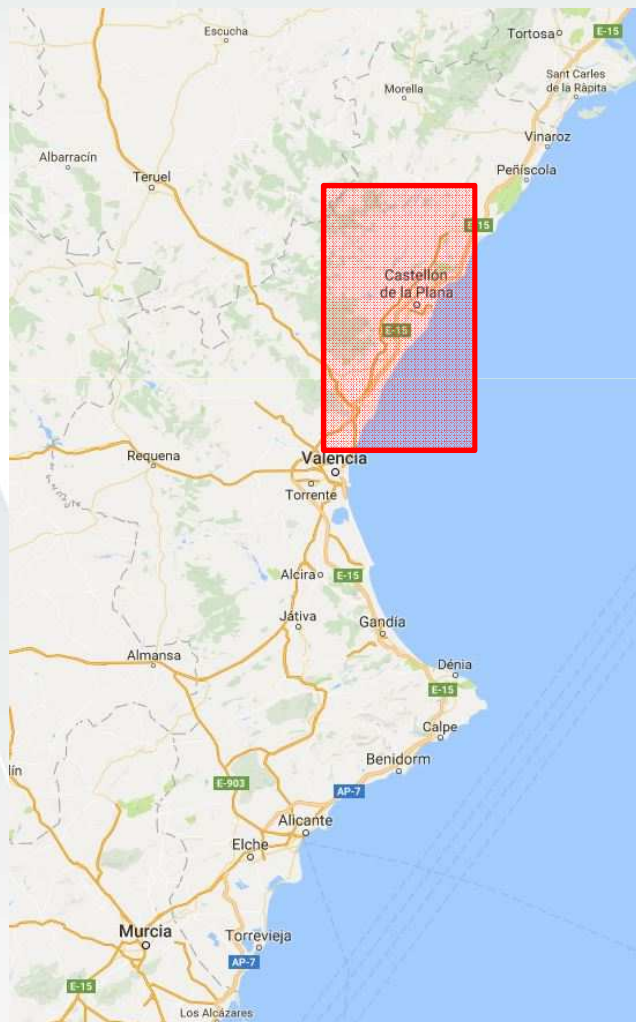 Escucha
Tortosa
E-15
Sant Carles
de la Ràpita
Morella
Vinaroz
Albarracín
Teruel
Peñíscola
E-15
Castellón
de la Plana
E-15
Requena
Valencia
Torrente
Alcira
E-15
Játiva
Gandía
Almansa
Dénia
E-15
Calpe
Benidorm
lín
E-903
AP-7
Alicante
Elche
Murcia
Torrevieja
AP-7
E-15
Los Alcázares